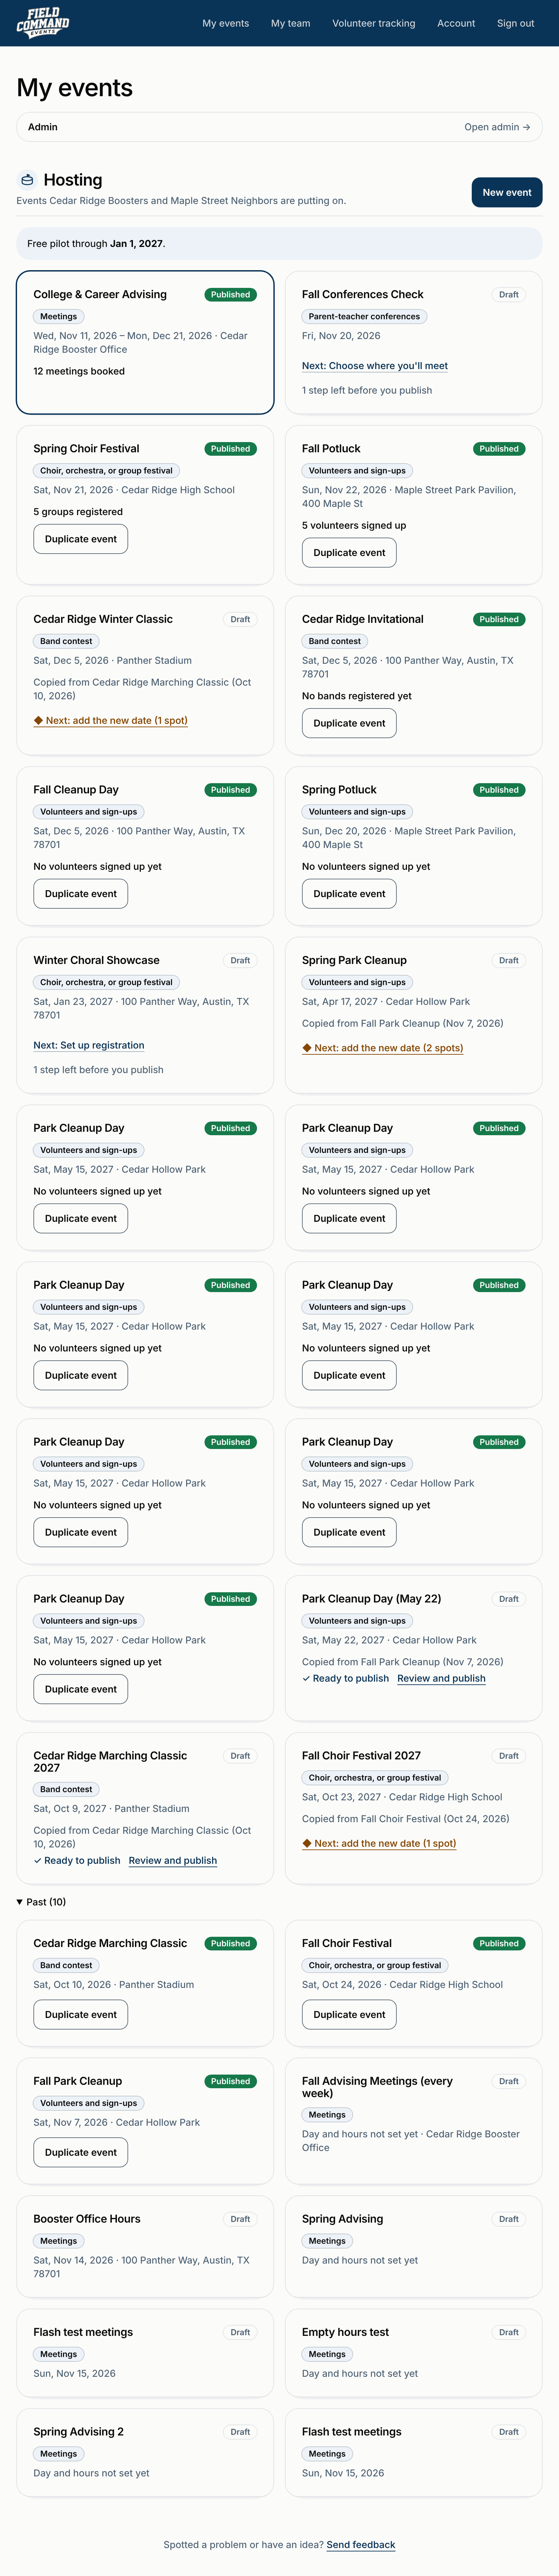 FIELD
COMMAND
EVENTS
My events
My team
Volunteer tracking
Account
Sign out
My events
Admin
Open admin →
Hosting
Events Cedar Ridge Boosters and Maple Street Neighbors are putting on.
New event
Free pilot through Jan 1, 2027.
College & Career Advising
Published
Meetings
Wed, Nov 11, 2026 – Mon, Dec 21, 2026 · Cedar
Ridge Booster Office
12 meetings booked
Fall Conferences Check
Draft
Parent-teacher conferences
Fri, Nov 20, 2026
Next: Choose where you'll meet
1 step left before you publish
Spring Choir Festival
Published
Choir, orchestra, or group festival
Sat, Nov 21, 2026 · Cedar Ridge High School
5 groups registered
Duplicate event
Fall Potluck
Published
Volunteers and sign-ups
Sun, Nov 22, 2026 · Maple Street Park Pavilion,
400 Maple St
5 volunteers signed up
Duplicate event
Cedar Ridge Winter Classic
Draft
Band contest
Sat, Dec 5, 2026 · Panther Stadium
Copied from Cedar Ridge Marching Classic (Oct
10, 2026)
◆ Next: add the new date (1 spot)
Cedar Ridge Invitational
Published
Band contest
Sat, Dec 5, 2026 · 100 Panther Way, Austin, TX
78701
No bands registered yet
Duplicate event
Fall Cleanup Day
Published
Volunteers and sign-ups
Sat, Dec 5, 2026 · 100 Panther Way, Austin, TX
78701
No volunteers signed up yet
Duplicate event
Spring Potluck
Published
Volunteers and sign-ups
Sun, Dec 20, 2026 · Maple Street Park Pavilion,
400 Maple St
No volunteers signed up yet
Duplicate event
Winter Choral Showcase
Draft
Choir, orchestra, or group festival
Sat, Jan 23, 2027 · 100 Panther Way, Austin, TX
78701
Next: Set up registration
1 step left before you publish
Spring Park Cleanup
Draft
Volunteers and sign-ups
Sat, Apr 17, 2027 · Cedar Hollow Park
Copied from Fall Park Cleanup (Nov 7, 2026)
◆ Next: add the new date (2 spots)
Park Cleanup Day
Published
Volunteers and sign-ups
Sat, May 15, 2027 · Cedar Hollow Park
No volunteers signed up yet
Duplicate event
Park Cleanup Day
Published
Volunteers and sign-ups
Sat, May 15, 2027 · Cedar Hollow Park
No volunteers signed up yet
Duplicate event
Park Cleanup Day
Published
Volunteers and sign-ups
Sat, May 15, 2027 · Cedar Hollow Park
No volunteers signed up yet
Duplicate event
Park Cleanup Day
Published
Volunteers and sign-ups
Sat, May 15, 2027 · Cedar Hollow Park
No volunteers signed up yet
Duplicate event
Park Cleanup Day
Published
Volunteers and sign-ups
Sat, May 15, 2027 · Cedar Hollow Park
No volunteers signed up yet
Duplicate event
Park Cleanup Day
Published
Volunteers and sign-ups
Sat, May 15, 2027 · Cedar Hollow Park
No volunteers signed up yet
Duplicate event
Park Cleanup Day
Published
Volunteers and sign-ups
Sat, May 15, 2027 · Cedar Hollow Park
No volunteers signed up yet
Duplicate event
Park Cleanup Day (May 22)
Draft
Volunteers and sign-ups
Sat, May 22, 2027 · Cedar Hollow Park
Copied from Fall Park Cleanup (Nov 7, 2026)
✓ Ready to publish Review and publish
Cedar Ridge Marching Classic
2027
Draft
Band contest
Sat, Oct 9, 2027 · Panther Stadium
Copied from Cedar Ridge Marching Classic (Oct
10, 2026)
✓ Ready to publish Review and publish
Fall Choir Festival 2027
Draft
Choir, orchestra, or group festival
Sat, Oct 23, 2027 · Cedar Ridge High School
Copied from Fall Choir Festival (Oct 24, 2026)
◆ Next: add the new date (1 spot)
▼ Past (10)
Cedar Ridge Marching Classic
Published
Band contest
Sat, Oct 10, 2026 · Panther Stadium
Duplicate event
Fall Choir Festival
Published
Choir, orchestra, or group festival
Sat, Oct 24, 2026 · Cedar Ridge High School
Duplicate event
Fall Park Cleanup
Published
Volunteers and sign-ups
Sat, Nov 7, 2026 · Cedar Hollow Park
Duplicate event
Fall Advising Meetings (every
week)
Draft
Meetings
Day and hours not set yet · Cedar Ridge Booster
Office
Booster Office Hours
Draft
Meetings
Sat, Nov 14, 2026 · 100 Panther Way, Austin, TX
78701
Spring Advising
Draft
Meetings
Day and hours not set yet
Flash test meetings
Draft
Meetings
Sun, Nov 15, 2026
Empty hours test
Draft
Meetings
Day and hours not set yet
Spring Advising 2
Draft
Meetings
Day and hours not set yet
Flash test meetings
Draft
Meetings
Sun, Nov 15, 2026
Spotted a problem or have an idea? Send feedback